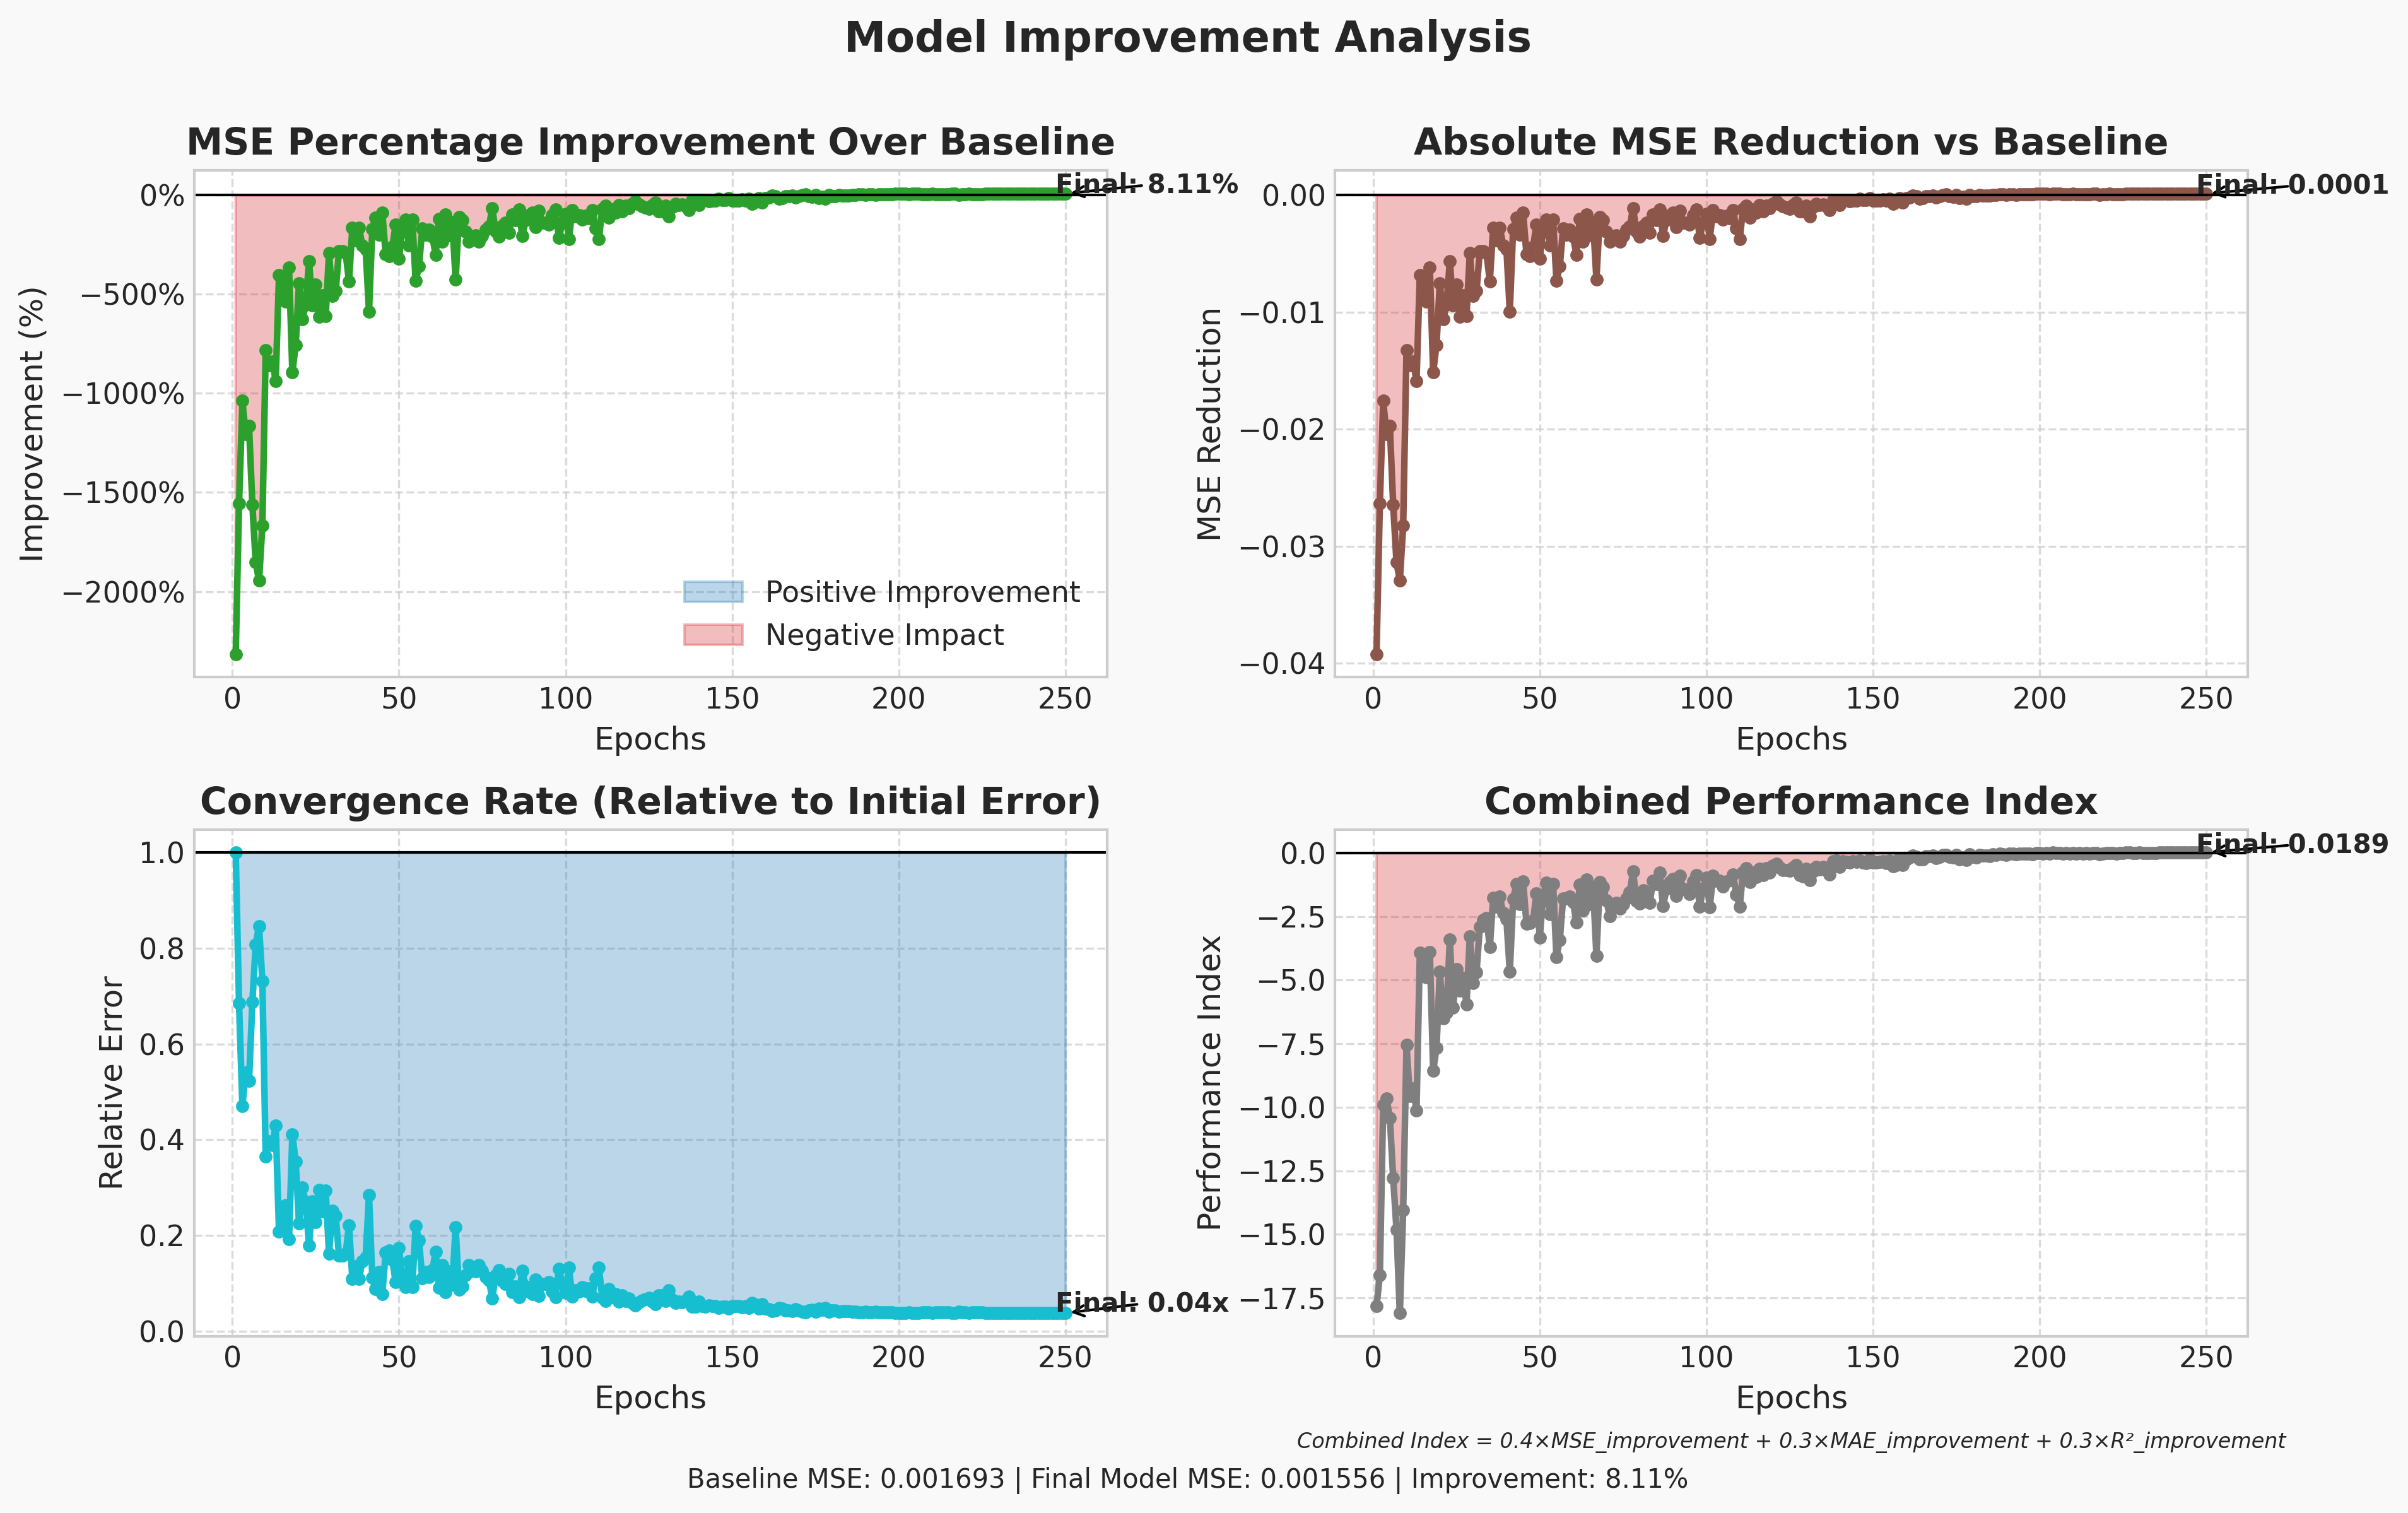 Model Improvement Analysis
MSE Percentage Improvement Over Baseline
Improvement (%)
0%
−500%
−1000%
−1500%
−2000%
Final: 8.11%
Positive Improvement
Negative Impact
0 50 100 150 200 250
Epochs
Absolute MSE Reduction vs Baseline
MSE Reduction
0.00
−0.01
−0.02
−0.03
−0.04
Final: 0.0001
0 50 100 150 200 250
Epochs
Convergence Rate (Relative to Initial Error)
Relative Error
1.0
0.8
0.6
0.4
0.2
0.0
Final: 0.04x
0 50 100 150 200 250
Epochs
Combined Performance Index
Performance Index
0.0
−2.5
−5.0
−7.5
−10.0
−12.5
−15.0
−17.5
Final: 0.0189
0 50 100 150 200 250
Epochs
Combined Index = 0.4×MSE_improvement + 0.3×MAE_improvement + 0.3×R²_improvement
Baseline MSE: 0.001693 | Final Model MSE: 0.001556 | Improvement: 8.11%